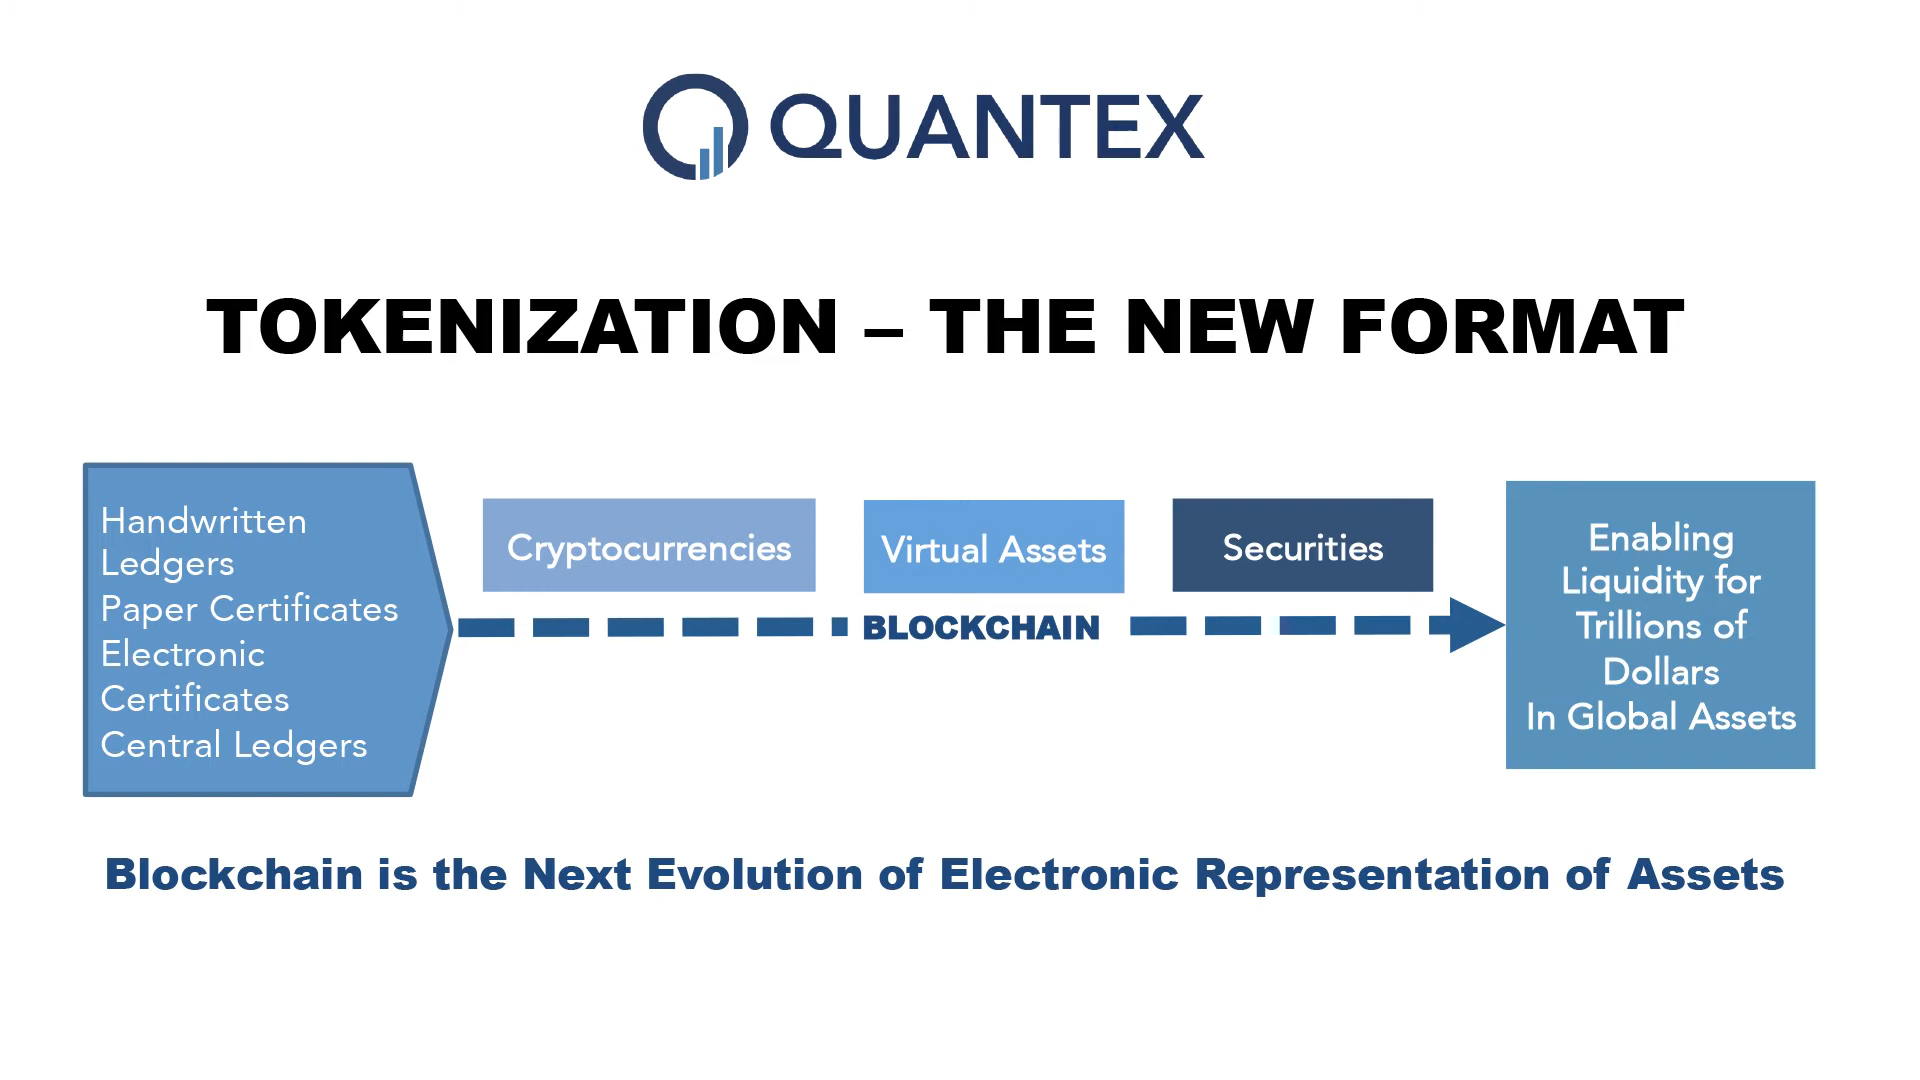 QUANTEX
TOKENIZATION – THE NEW FORMAT
Handwritten
Ledgers
Paper Certificates
Electronic
Certificates
Central Ledgers
Cryptocurrencies
Virtual Assets
Securities
BLOCKCHAIN
Enabling
Liquidity for
Trillions of
Dollars
In Global Assets
Blockchain is the Next Evolution of Electronic Representation of Assets